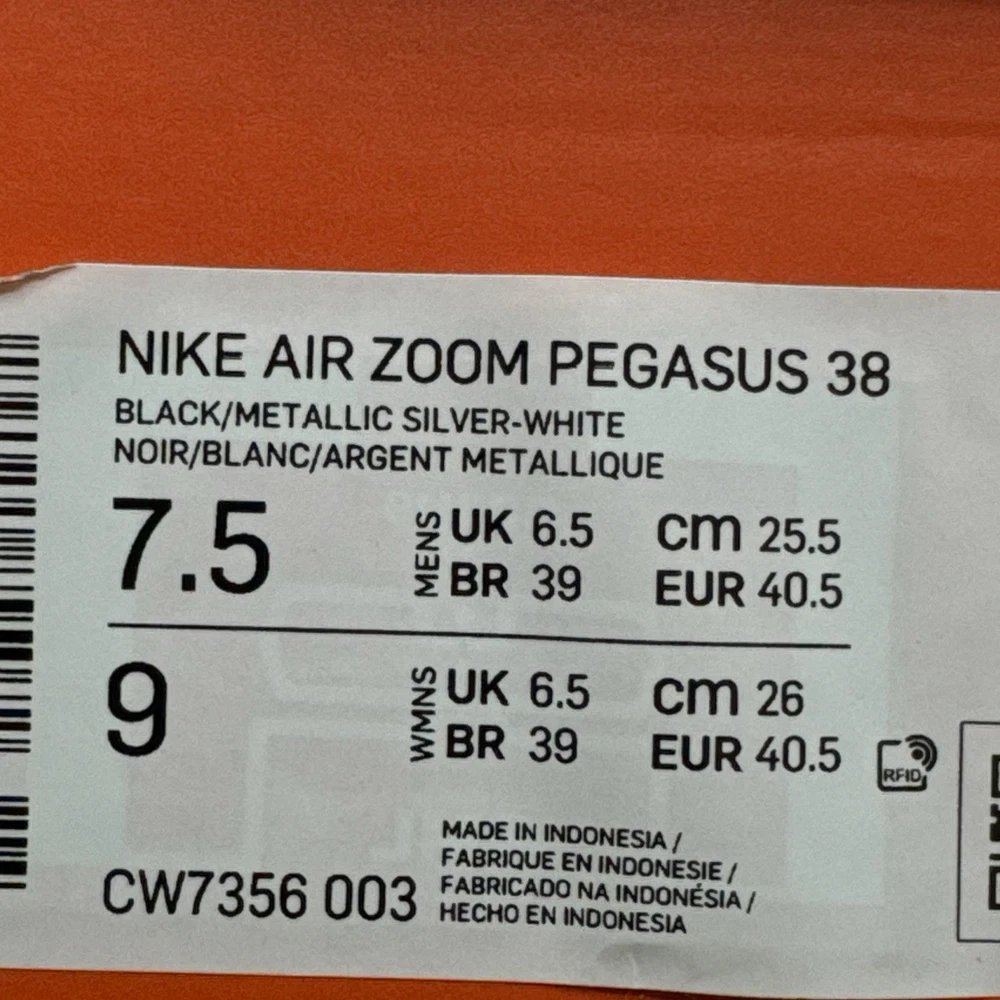 NIKE AIR ZOOM PEGASUS 38
BLACK/METALLIC SILVER-WHITE
NOIR/BLANC/ARGENT METALLIQUE
7.5 MENS UK 6.5 cm 25.5
BR 39 EUR 40.5
9 WMNS UK 6.5 cm 26
BR 39 EUR 40.5
RFID
MADE IN INDONESIA /
FABRIQUE EN INDONESIE /
CW7356 003 FABRICADO NA INDONÉSIA /
HECHO EN INDONESIA